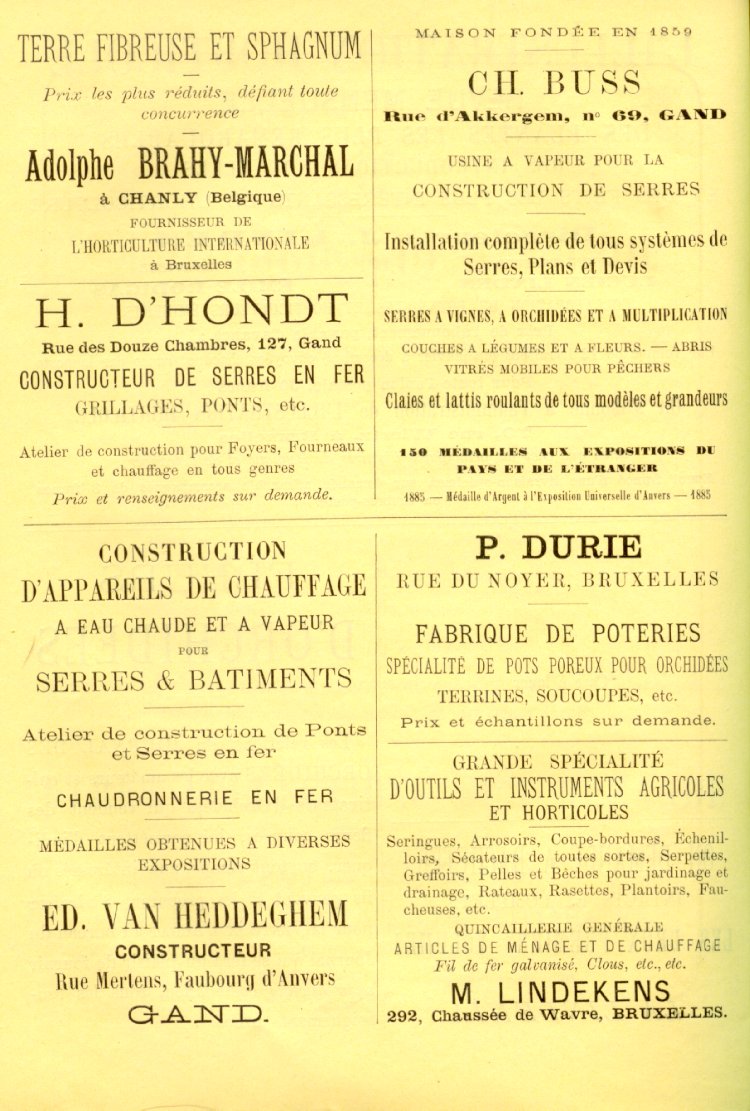 TERRE FIBREUSE ET SPHAGNUM
Prix les plus réduits, défiant toute
concurrence
Adolphe BRAHY-MARCHAL
à CHANLY (Belgique)
FOURNISSEUR DE
L'HORTICULTURE INTERNATIONALE
à Bruxelles
H. D'HONDT
Rue des Douze Chambres, 127, Gand
CONSTRUCTEUR DE SERRES EN FER
GRILLAGES, PONTS, etc.
Atelier de construction pour Foyers, Fourneaux
et chauffage en tous genres
Prix et renseignements sur demande.
MAISON FONDÉE EN 1859
CH. BUSS
Rue d'Akkergem, n° 69, GAND
USINE A VAPEUR POUR LA
CONSTRUCTION DE SERRES
Installation complète de tous systèmes de
Serres, Plans et Devis
SERRES A VIGNES, A ORCHIDÉES ET A MULTIPLICATION
COUCHES A LÉGUMES ET A FLEURS. — ABRIS
VITRÉS MOBILES POUR PÊCHERS
Claies et lattis roulants de tous modèles et grandeurs
150 MÉDAILLES AUX EXPOSITIONS DU
PAYS ET DE L'ÉTRANGER
1885 — Médaille d'Argent à l'Exposition Universelle d'Anvers — 1885
CONSTRUCTION
D'APPAREILS DE CHAUFFAGE
A EAU CHAUDE ET A VAPEUR
POUR
SERRES & BATIMENTS
Atelier de construction de Ponts
et Serres en fer
CHAUDRONNERIE EN FER
MÉDAILLES OBTENUES A DIVERSES
EXPOSITIONS
ED. VAN HEDDEGHEM
CONSTRUCTEUR
Rue Mertens, Faubourg d'Anvers
GAND.
P. DURIE
RUE DU NOYER, BRUXELLES
FABRIQUE DE POTERIES
SPÉCIALITÉ DE POTS POREUX POUR ORCHIDÉES
TERRINES, SOUCOUPES, etc.
Prix et échantillons sur demande.
GRANDE SPÉCIALITÉ
D'OUTILS ET INSTRUMENTS AGRICOLES
ET HORTICOLES
Seringues, Arrosoirs, Coupe-bordures, Échenil-
loirs, Sécateurs de toutes sortes, Serpettes,
Greffoirs, Pelles et Bêches pour jardinage et
drainage, Rateaux, Rasettes, Plantoirs, Fau-
cheuses, etc.
QUINCAILLERIE GENÉRALE
ARTICLES DE MÉNAGE ET DE CHAUFFAGE
Fil de fer galvanisé, Clous, etc., etc.
M. LINDEKENS
292, Chaussée de Wavre, BRUXELLES.